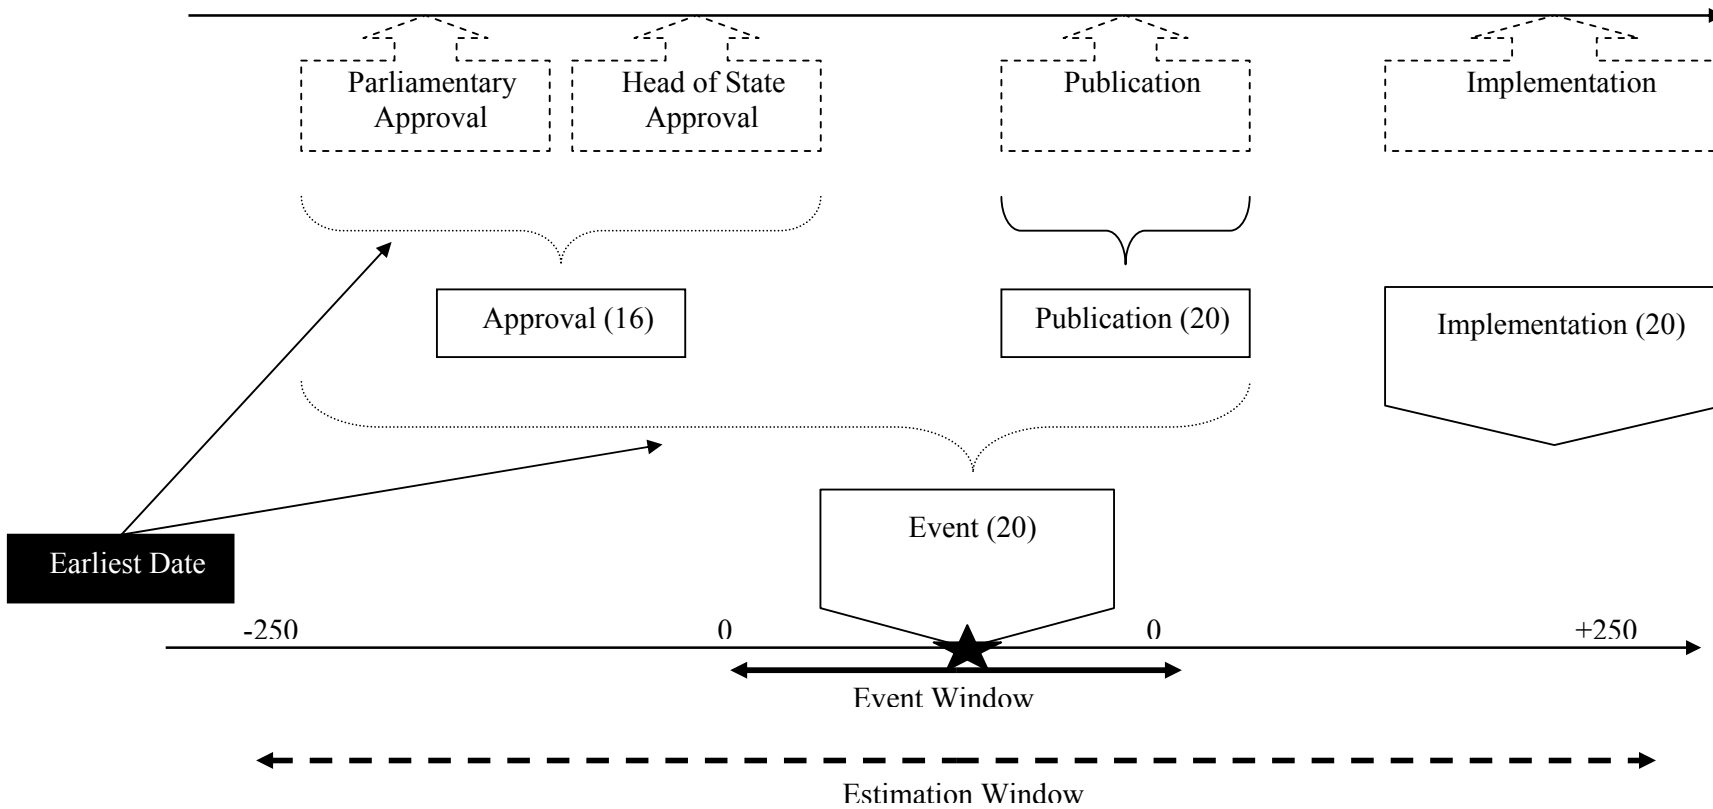 Parliamentary
Approval
Head of State
Approval
Publication
Implementation
Approval (16)
Publication (20)
Implementation (20)
Event (20)
Earliest Date
-250
0
0
+250
Event Window
Estimation Window